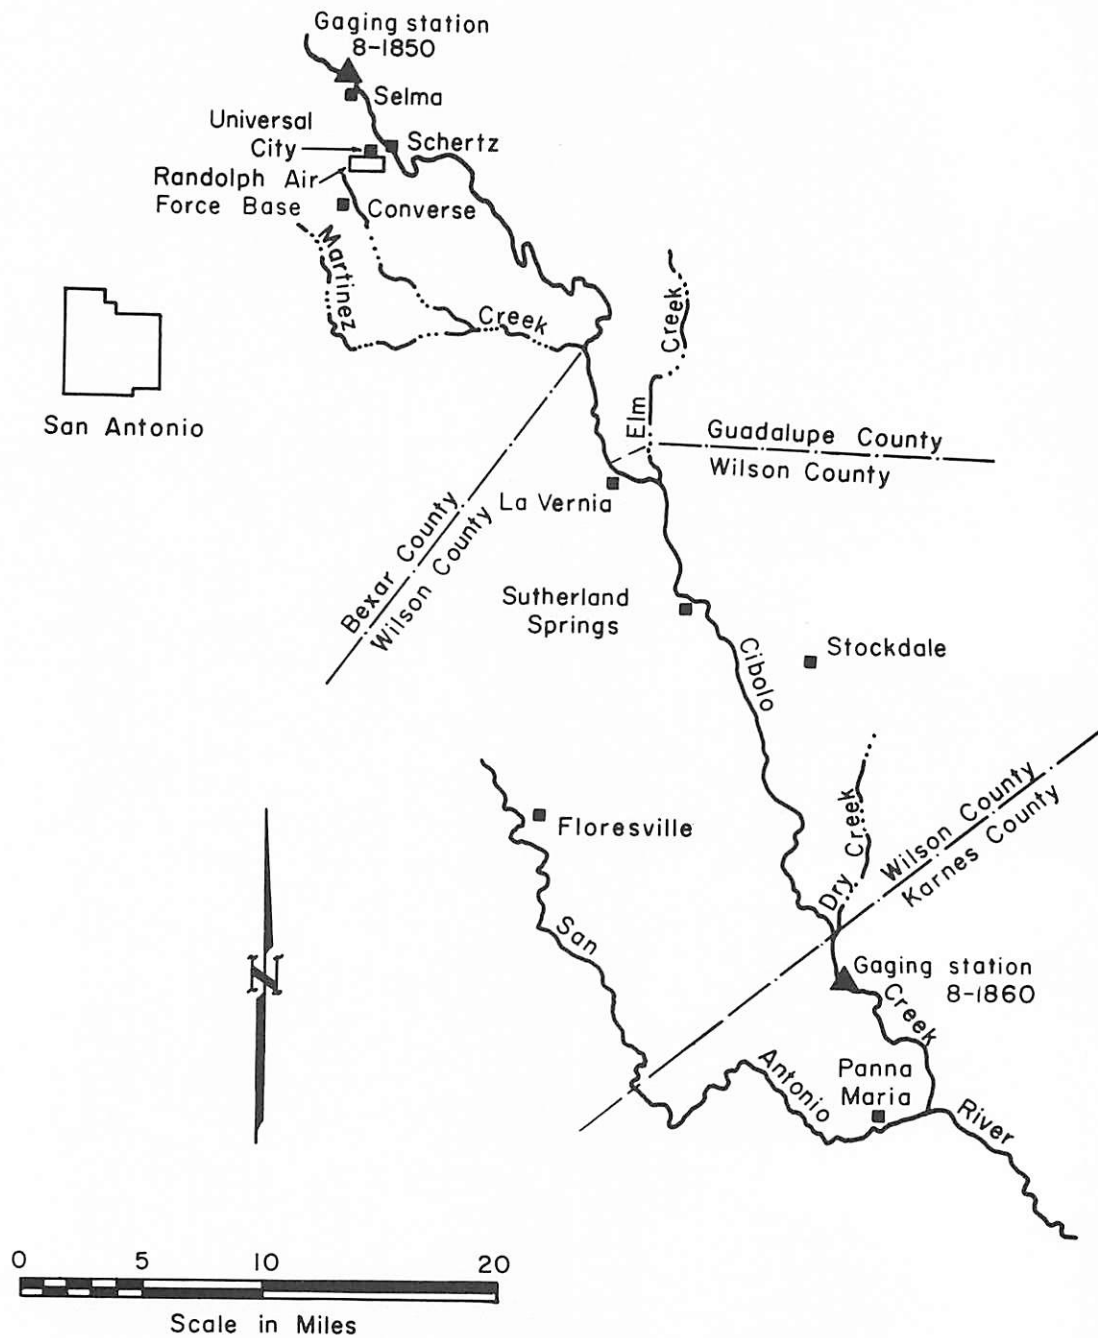 Gaging station
8-1850
Selma
Universal
City
Schertz
Randolph Air
Force Base
Converse
Martinez
Creek
Creek
Elm
San Antonio
Guadalupe County
Wilson County
La Vernia
Bexar County
Wilson County
Sutherland
Springs
Cibolo
Stockdale
Floresville
Dry Creek
Wilson County
Karnes County
San
N
Gaging station
8-1860
Creek
Antonio
Panna
Maria
River
0 5 10 20
Scale in Miles